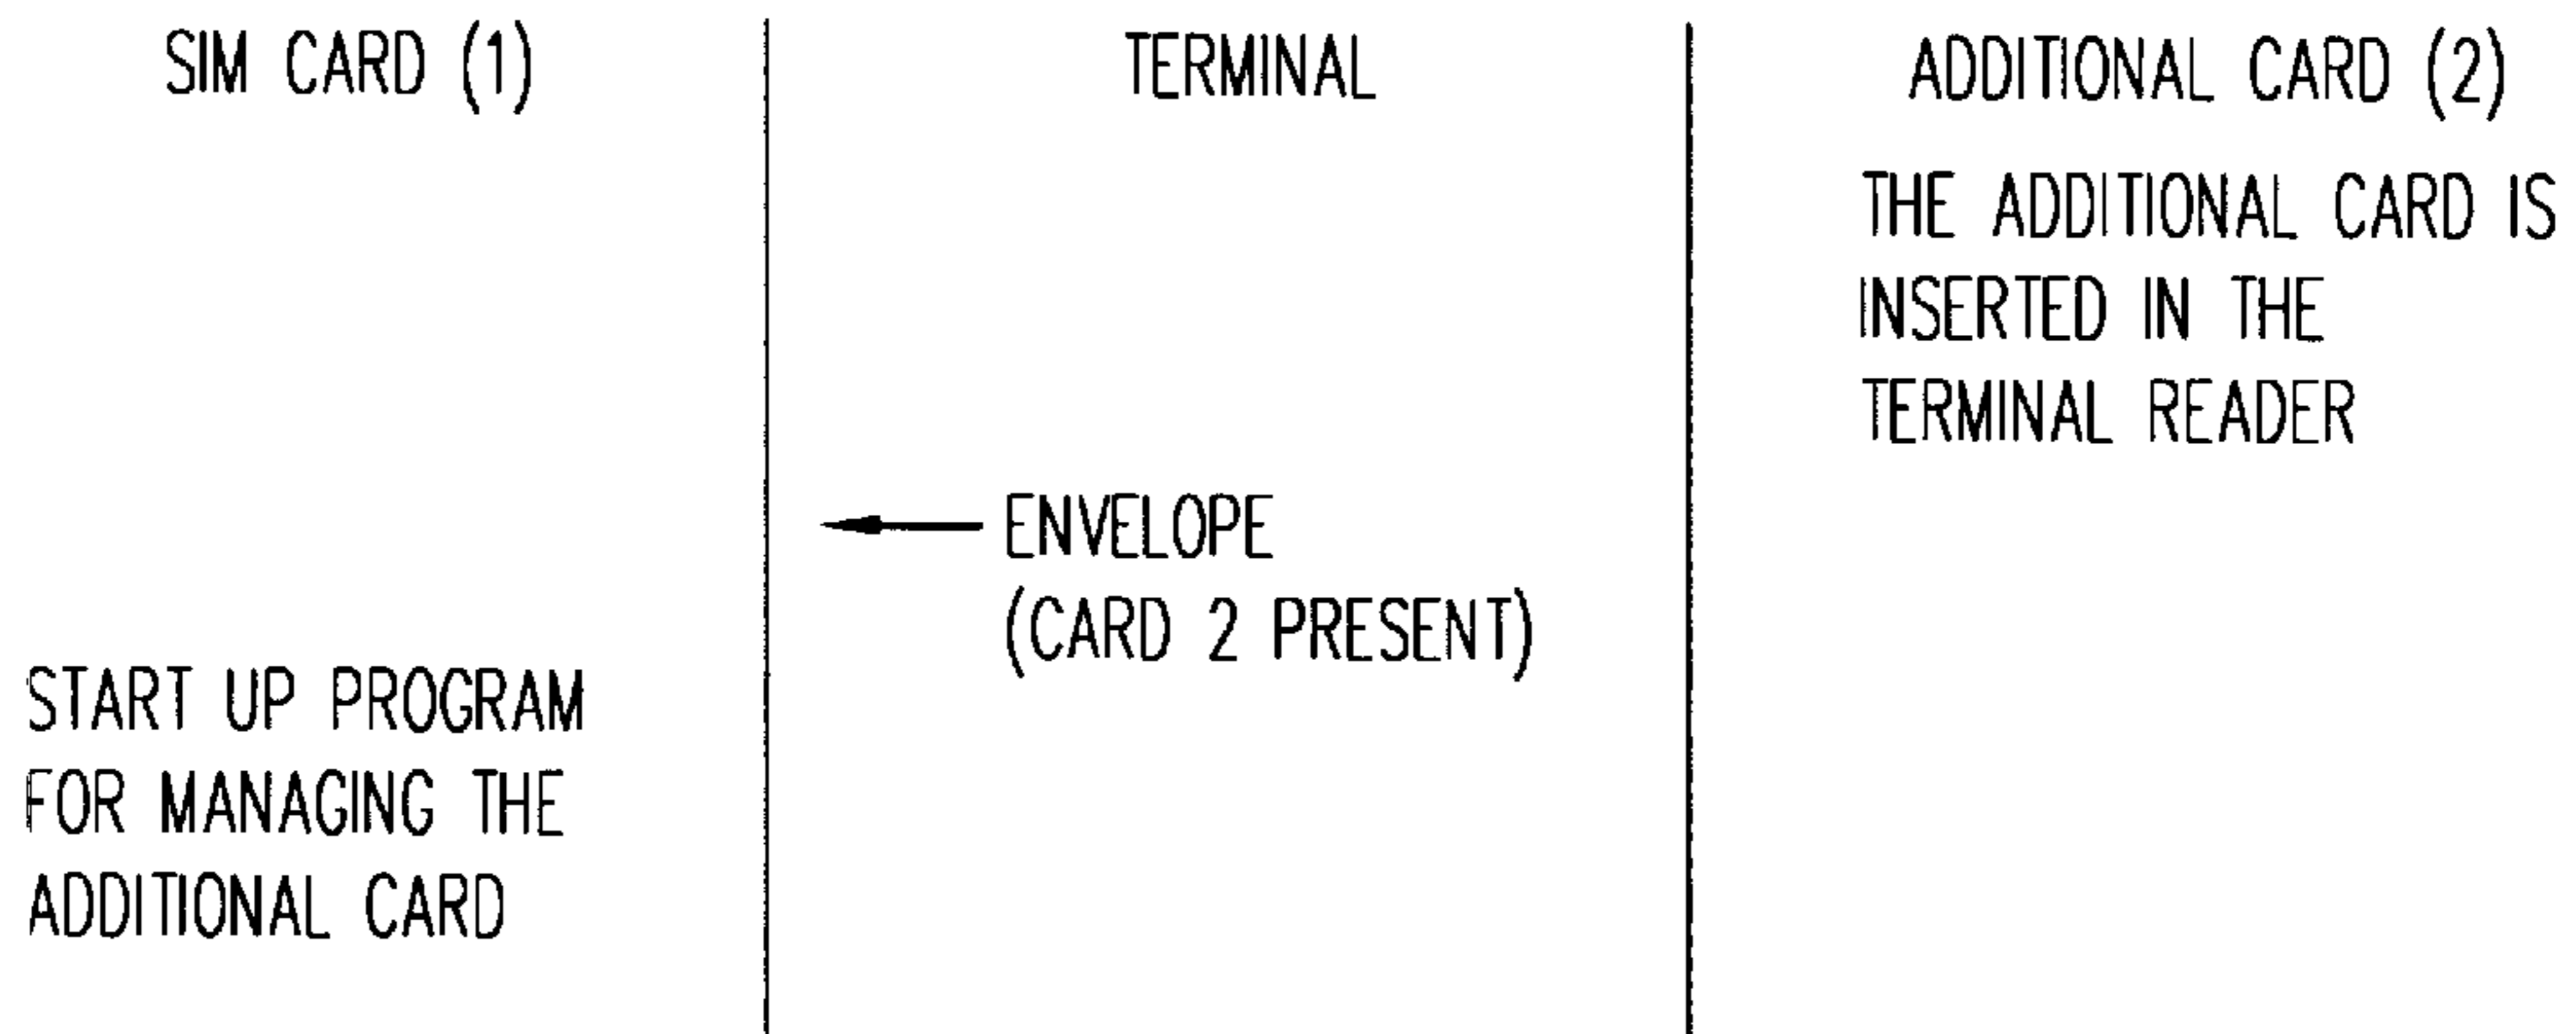 SIM CARD (1)
TERMINAL
ADDITIONAL CARD (2)
THE ADDITIONAL CARD IS
INSERTED IN THE
TERMINAL READER
ENVELOPE
(CARD 2 PRESENT)
START UP PROGRAM
FOR MANAGING THE
ADDITIONAL CARD